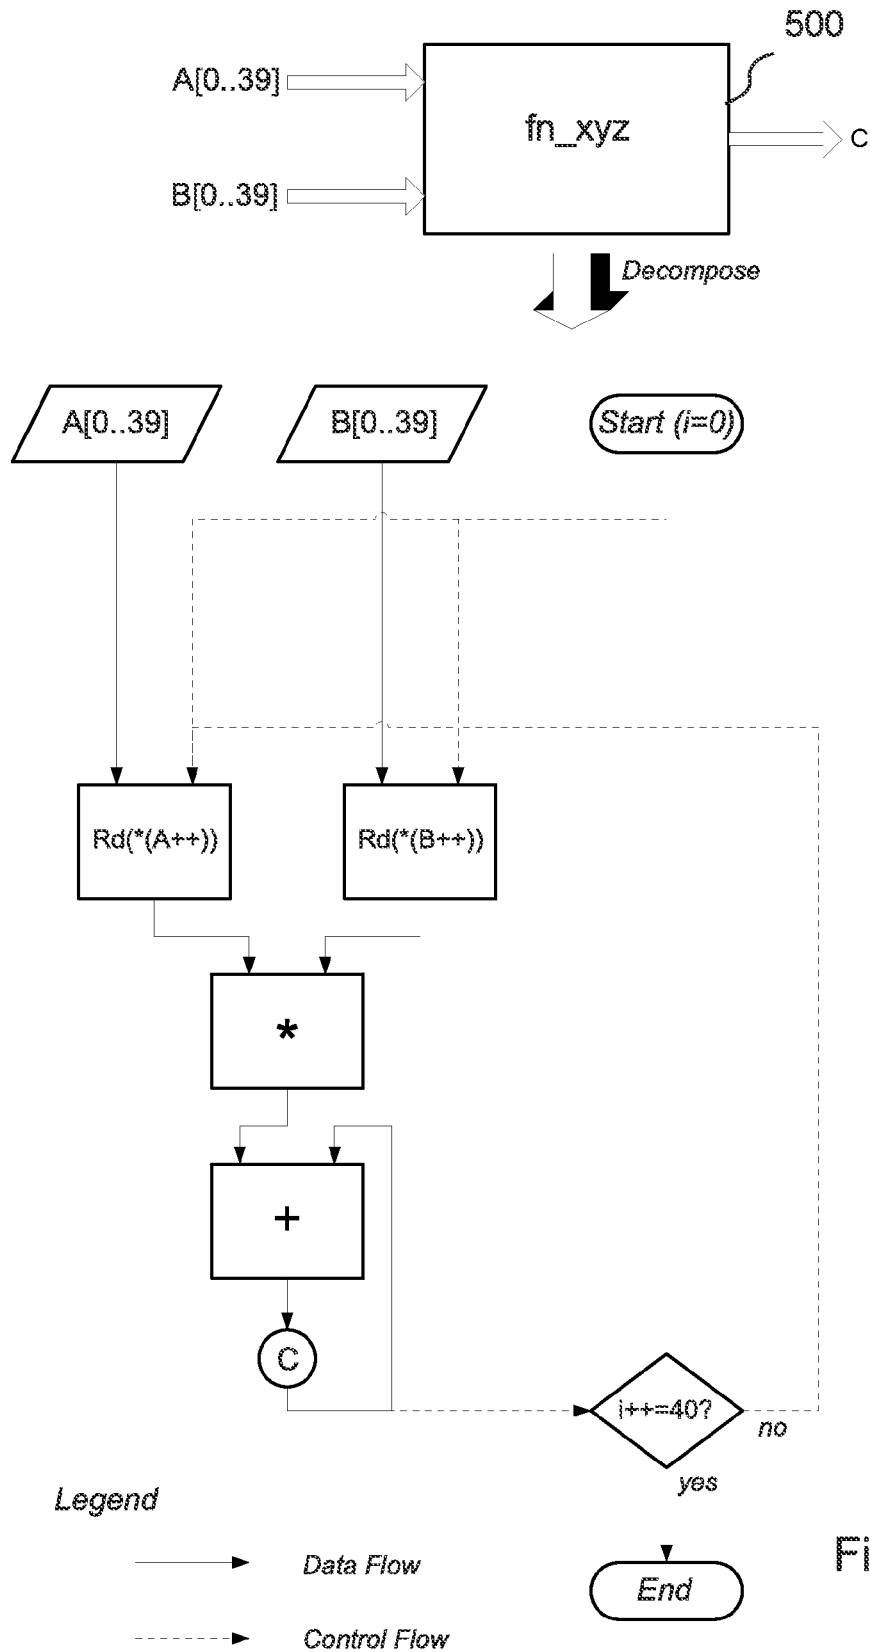 500
A[0..39]
fn_xyz
C
B[0..39]
Decompose
A[0..39]
B[0..39]
Start (i=0)
Rd(*(A++))
Rd(*(B++))
*
+
C
i++=40?
no
yes
Legend
Data Flow
End
Fi
Control Flow